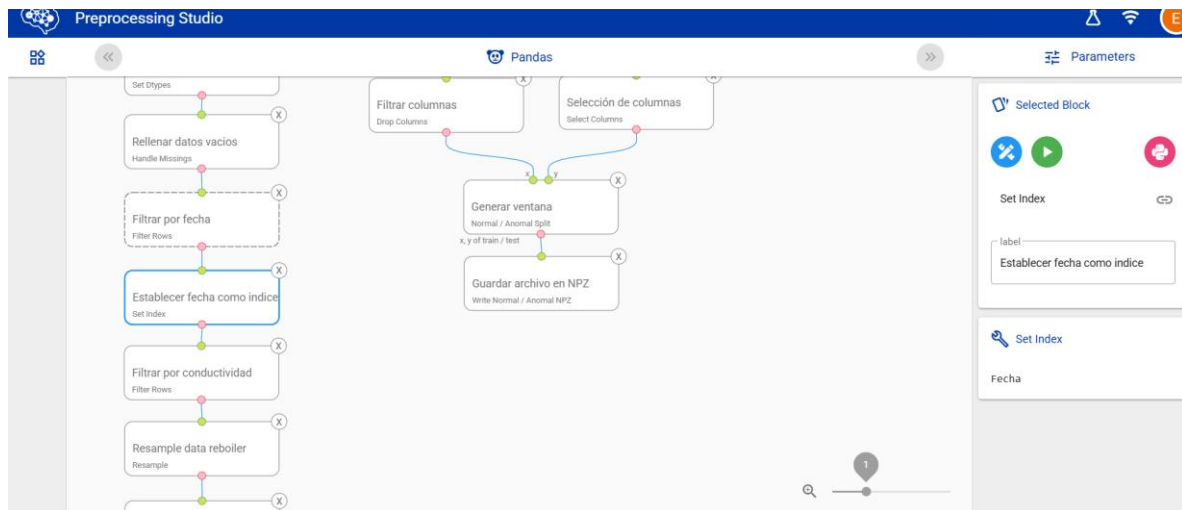 Preprocessing Studio
E
Pandas
Parameters
Set Dtypes
X
Rellenar datos vacios
Handle Missings
X
Filtrar por fecha
Filter Rows
X
Establecer fecha como indice
Set Index
X
Filtrar por conductividad
Filter Rows
X
Resample data reboiler
Resample
X
X
Filtrar columnas
Drop Columns
X
Selección de columnas
Select Columns
x
y
X
Generar ventana
Normal / Anomal Split
x, y of train / test
X
Guardar archivo en NPZ
Write Normal / Anomal NPZ
1
Selected Block
Set Index
label
Establecer fecha como indice
Set Index
Fecha